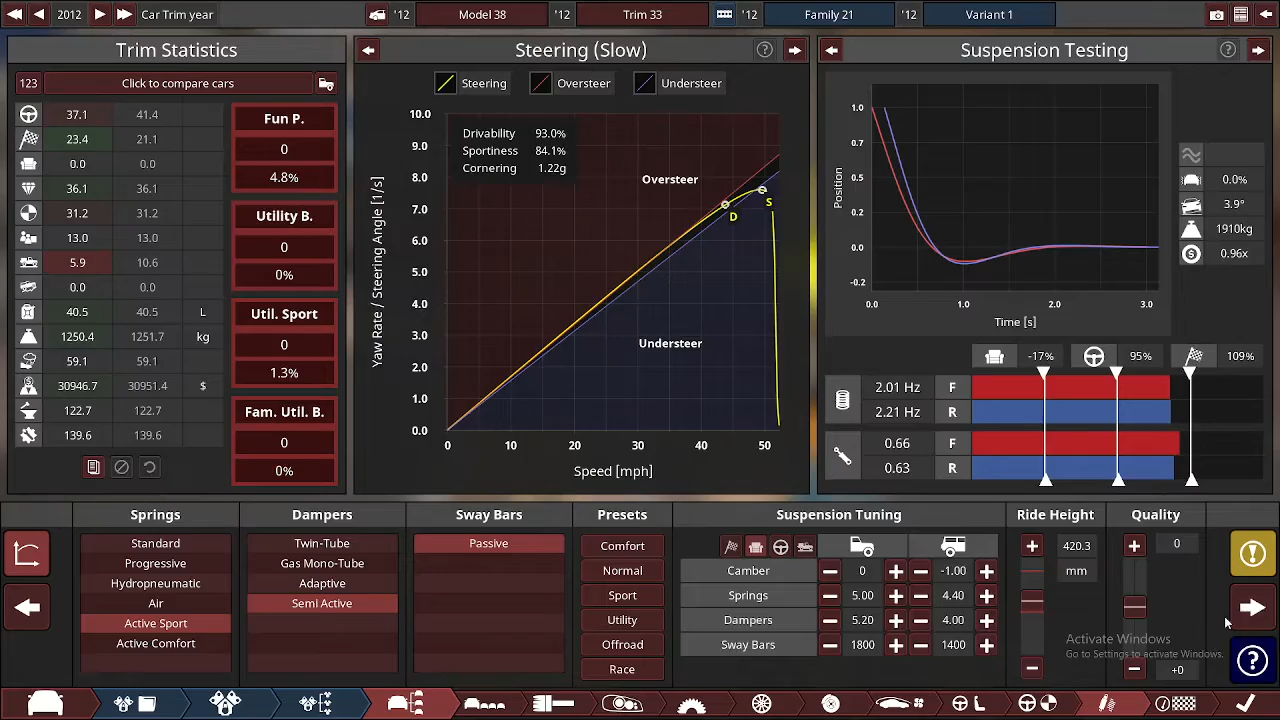 2012 Car Trim year '12 Model 38 '12 Trim 33 '12 Family 21 '12 Variant 1
Trim Statistics
123 Click to compare cars
37.1 41.4
23.4 21.1
0.0 0.0
36.1 36.1
31.2 31.2
13.0 13.0
5.9 10.6
0.0 0.0
40.5 40.5 L
1250.4 1251.7 kg
59.1 59.1
30946.7 30951.4 $
122.7 122.7
139.6 139.6
Fun P.
0
4.8%
Utility B.
0
0%
Util. Sport
0
1.3%
Fam. Util. B.
0
0%
Steering (Slow) ?
Steering Oversteer Understeer
Drivability 93.0%
Sportiness 84.1%
Cornering 1.22g
Oversteer
Understeer
D
S
Yaw Rate / Steering Angle [1/s]
10.0
9.0
8.0
7.0
6.0
5.0
4.0
3.0
2.0
1.0
0.0
0 10 20 30 40 50
Speed [mph]
Suspension Testing ?
Position
1.0
0.7
0.5
0.2
0.0
-0.2
0.0 1.0 2.0 3.0
Time [s]
0.0%
3.9°
1910kg
S 0.96x
-17% 95% 109%
2.01 Hz F
2.21 Hz R
0.66 F
0.63 R
Springs
Standard
Progressive
Hydropneumatic
Air
Active Sport
Active Comfort
Dampers
Twin-Tube
Gas Mono-Tube
Adaptive
Semi Active
Sway Bars
Passive
Presets
Comfort
Normal
Sport
Utility
Offroad
Race
Suspension Tuning
Camber 0 -1.00
Springs 5.00 4.40
Dampers 5.20 4.00
Sway Bars 1800 1400
Ride Height
420.3
mm
Quality
0
+0
Activate Windows
Go to Settings to activate Windows.
?